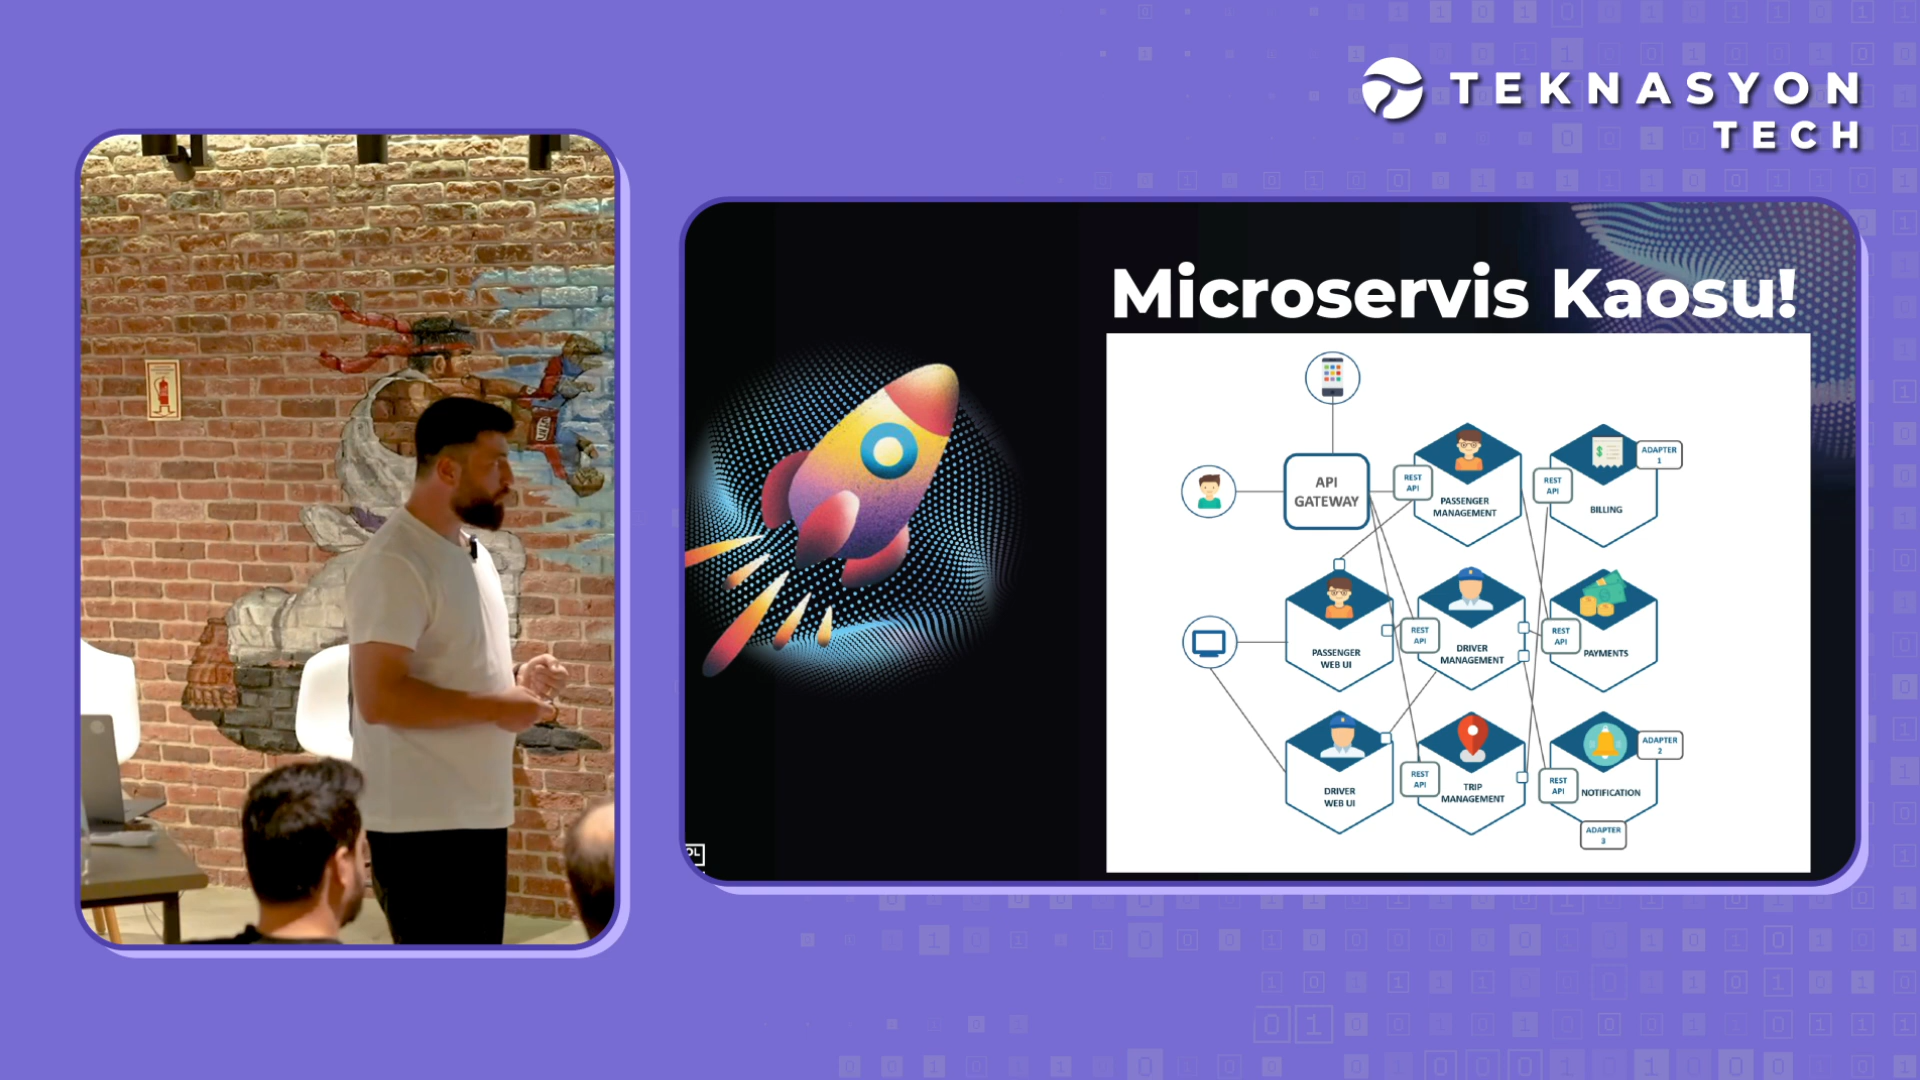 TEKNASYON
TECH
Microservis Kaosu!
API
GATEWAY
REST
API
PASSENGER
MANAGEMENT
REST
API
BILLING
ADAPTER
1
PASSENGER
WEB UI
REST
API
DRIVER
MANAGEMENT
REST
API
PAYMENTS
DRIVER
WEB UI
REST
API
TRIP
MANAGEMENT
REST
API
NOTIFICATION
ADAPTER
2
ADAPTER
3